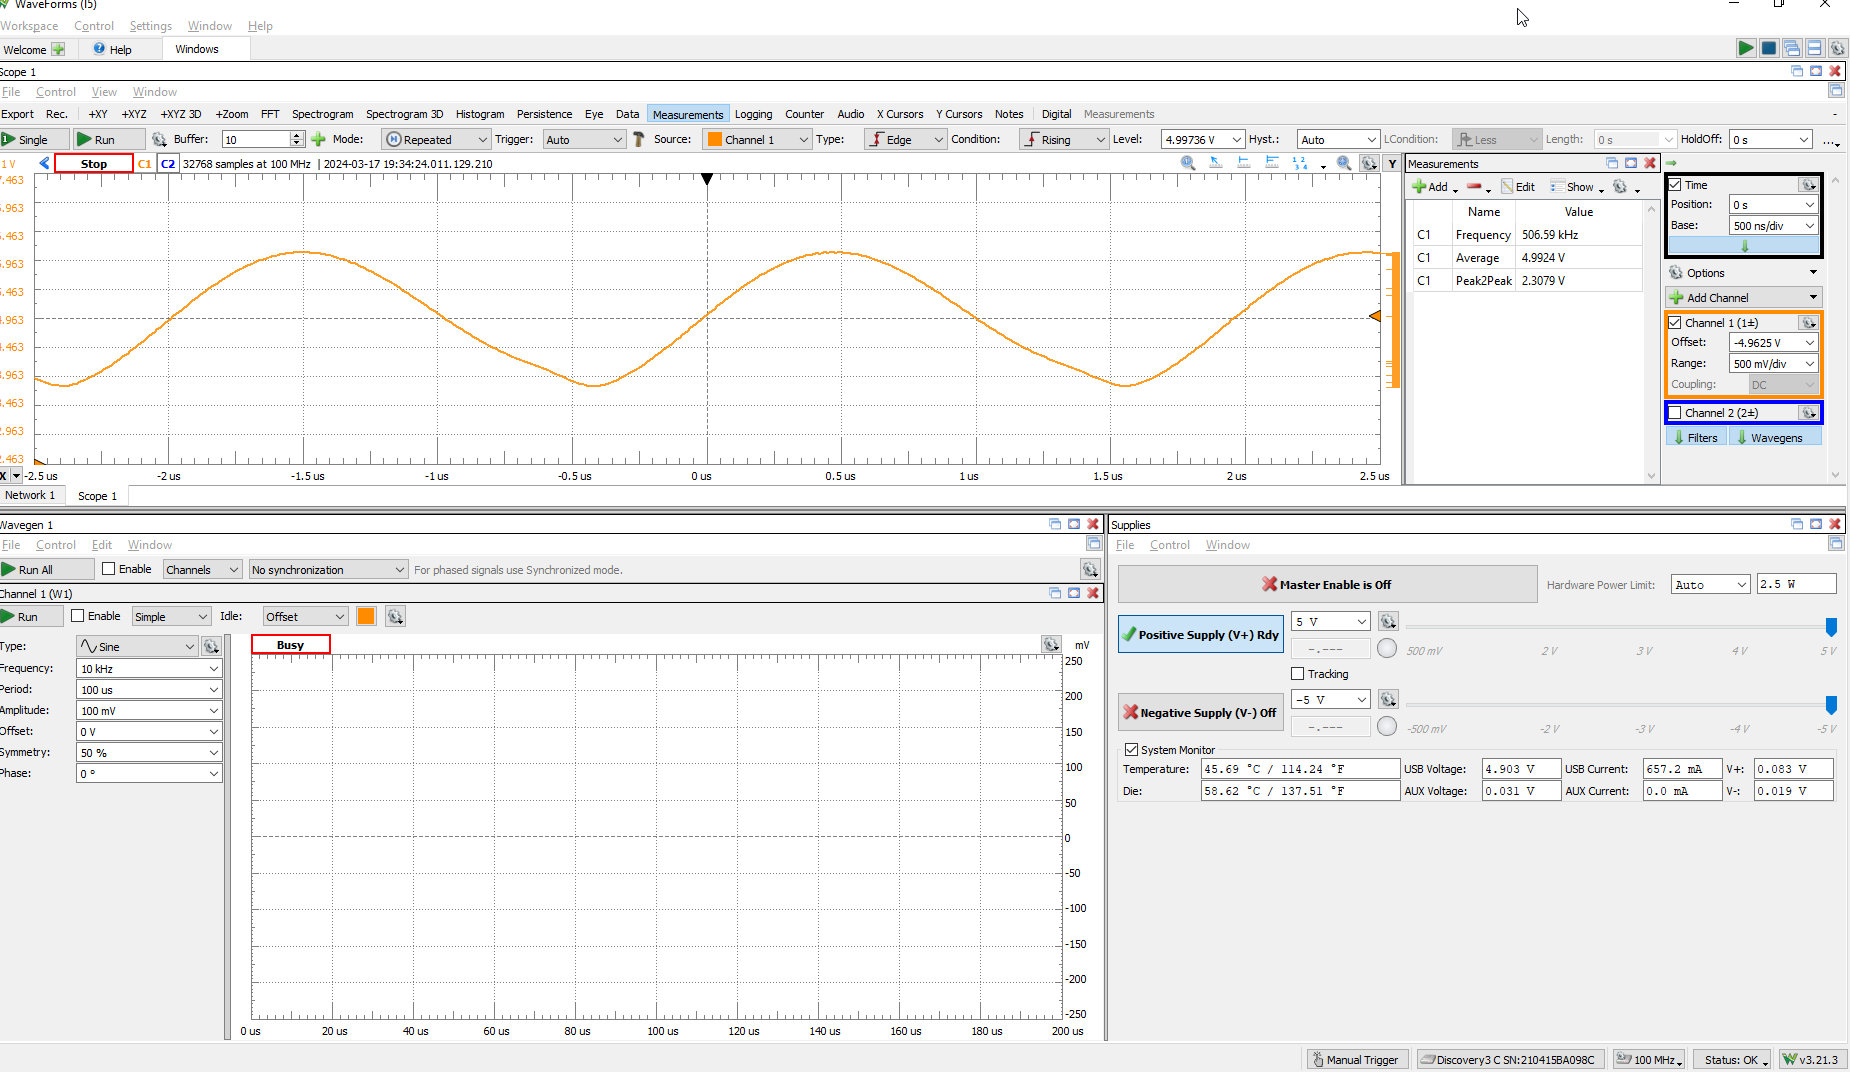 WaveForms (I5)
Workspace Control Settings Window Help
Welcome Help Windows
Scope 1
File Control View Window
Export Rec. +XY +XYZ +XYZ 3D +Zoom FFT Spectrogram Spectrogram 3D Histogram Persistence Eye Data Measurements Logging Counter Audio X Cursors Y Cursors Notes Digital Measurements
Single Run Buffer: 10 Mode: Repeated Trigger: Auto Source: Channel 1 Type: Edge Condition: Rising Level: 4.99736 V Hyst.: Auto LCondition: Less Length: 0 s HoldOff: 0 s ...
1 V Stop C1 C2 32768 samples at 100 MHz | 2024-03-17 19:34:24.011.129.210 Y
7.463
6.963
6.463
5.963
5.463
4.963
4.463
3.963
3.463
2.963
2.463
X -2.5 us -2 us -1.5 us -1 us -0.5 us 0 us 0.5 us 1 us 1.5 us 2 us 2.5 us
Measurements
Add Edit Show
Name Value
C1 Frequency 506.59 kHz
C1 Average 4.9924 V
C1 Peak2Peak 2.3079 V
Time
Position: 0 s
Base: 500 ns/div
Options
Add Channel
Channel 1 (1±)
Offset: -4.9625 V
Range: 500 mV/div
Coupling: DC
Channel 2 (2±)
Filters Wavegens
Network 1 Scope 1
Wavegen 1
File Control Edit Window
Run All Enable Channels No synchronization For phased signals use Synchronized mode.
Channel 1 (W1)
Run Enable Simple Idle: Offset
Type: Sine
Frequency: 10 kHz
Period: 100 us
Amplitude: 100 mV
Offset: 0 V
Symmetry: 50 %
Phase: 0 °
Busy mV
250
200
150
100
50
0
-50
-100
-150
-200
-250
0 us 20 us 40 us 60 us 80 us 100 us 120 us 140 us 160 us 180 us 200 us
Supplies
File Control Window
Master Enable is Off Hardware Power Limit: Auto 2.5 W
Positive Supply (V+) Rdy 5 V
-.--- 500 mV 2 V 3 V 4 V 5 V
Tracking
Negative Supply (V-) Off -5 V
-.--- -500 mV -2 V -3 V -4 V -5 V
System Monitor
Temperature: 45.69 °C / 114.24 °F USB Voltage: 4.903 V USB Current: 657.2 mA V+: 0.083 V
Die: 58.62 °C / 137.51 °F AUX Voltage: 0.031 V AUX Current: 0.0 mA V-: 0.019 V
Manual Trigger Discovery3 C SN:210415BA098C 100 MHz Status: OK v3.21.3